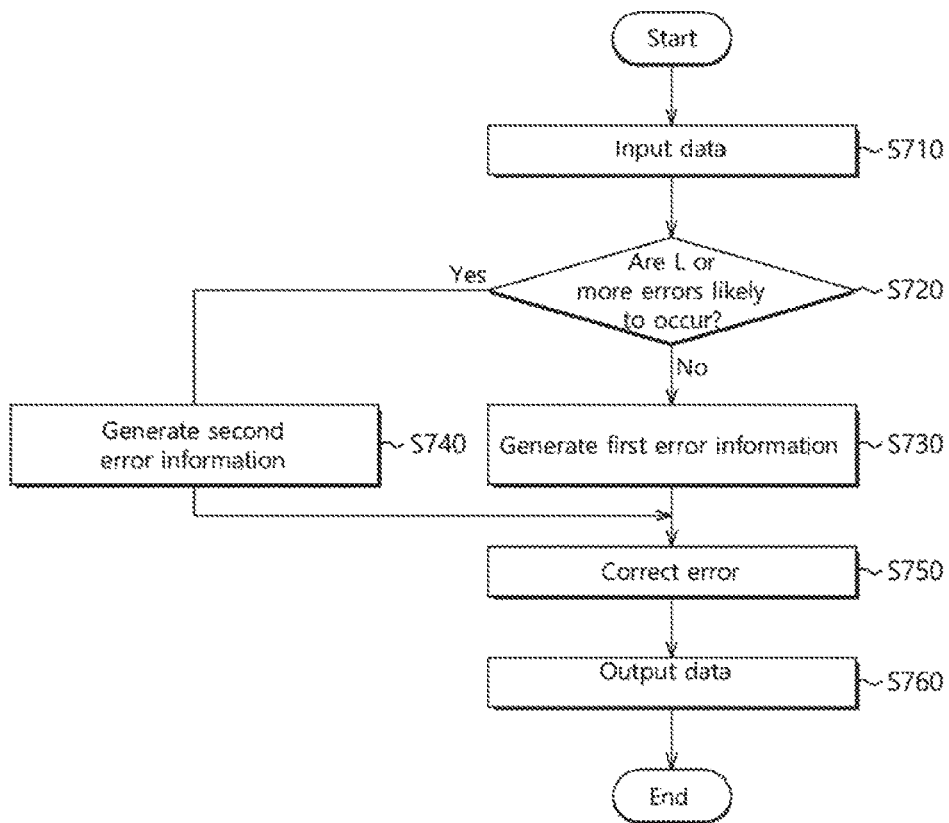 Start
Input data
S710
Are L or
more errors likely
to occur?
S720
Yes
No
Generate second
error information
S740
Generate first error information
S730
Correct error
S750
Output data
S760
End